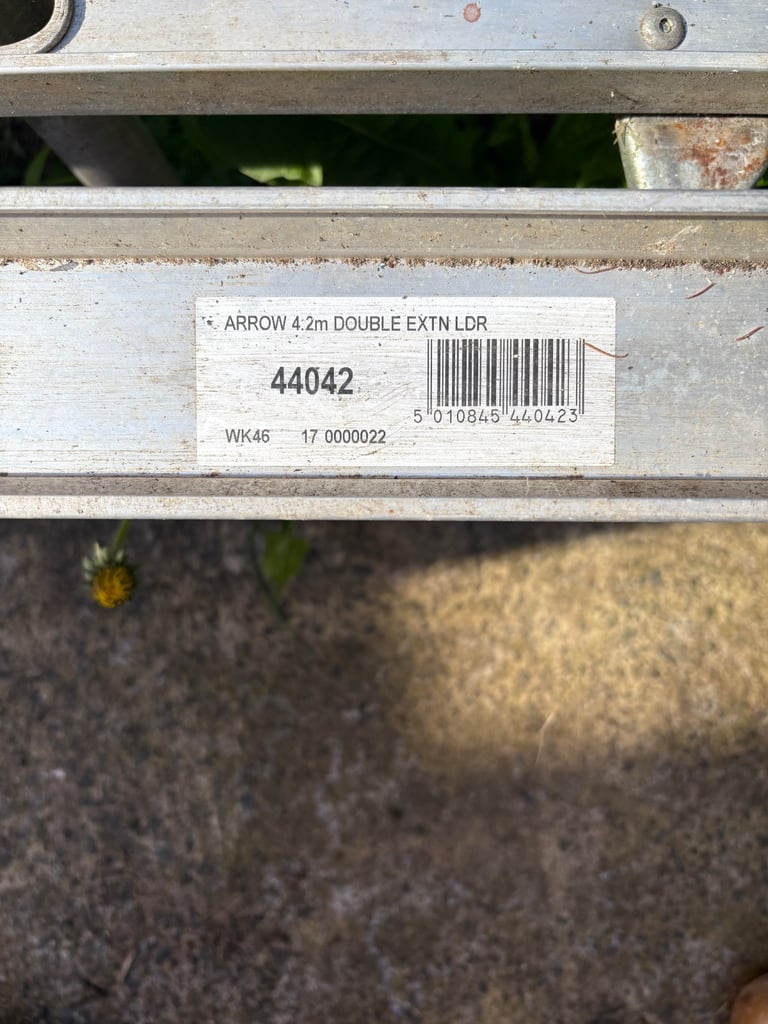 ARROW 4.2m DOUBLE EXTN LDR
44042
5 010845 440423
WK46 17 0000022